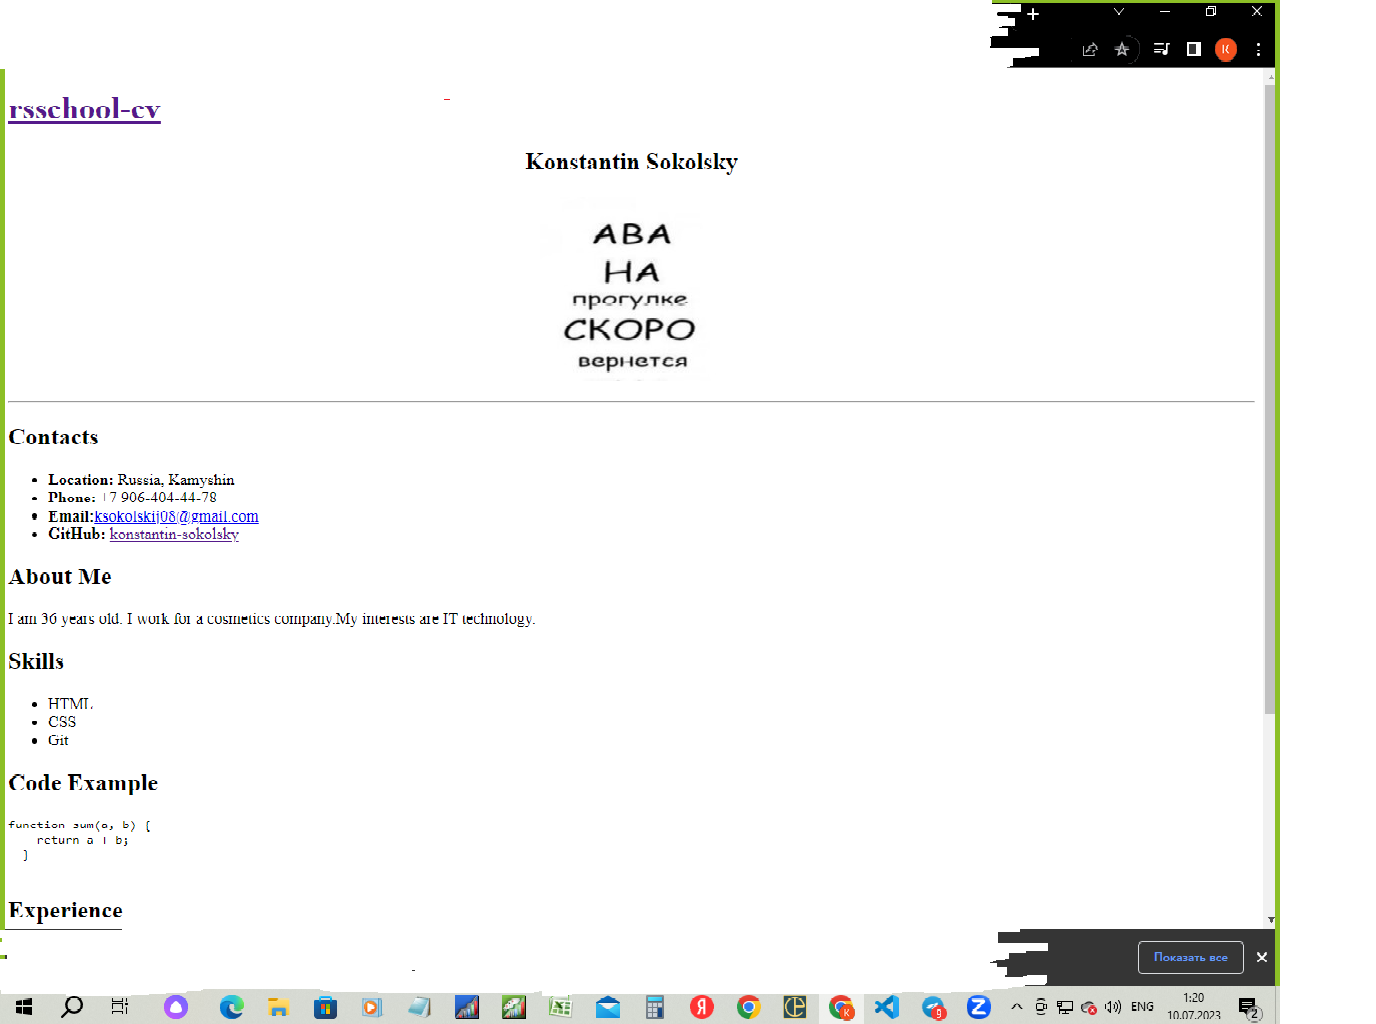 rsschool-cv
Konstantin Sokolsky
АВА
НА
прогулке
СКОРО
вернется
Contacts
Location: Russia, Kamyshin
Phone: +7 906-404-44-78
Email:ksokolskij08@gmail.com
GitHub: konstantin-sokolsky
About Me
I am 36 years old. I work for a cosmetics company.My interests are IT technology.
Skills
HTML
CSS
Git
Code Example
function sum(a, b) {
return a + b;
}
Experience
Показать все
ENG
1:20
10.07.2023
2